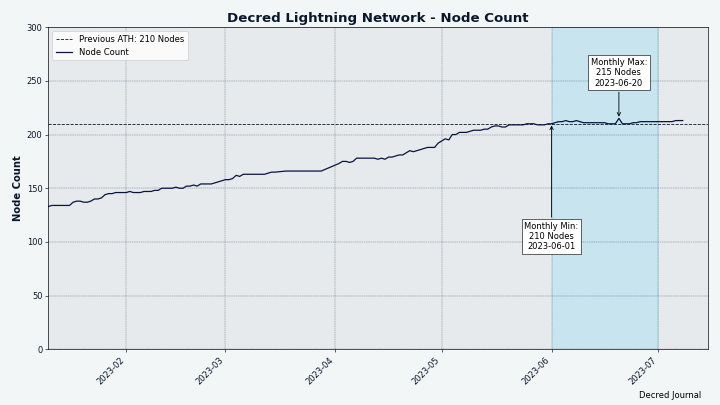 Decred Lightning Network - Node Count
Previous ATH: 210 Nodes
Node Count
Node Count
300
250
200
150
100
50
0
Monthly Max:
215 Nodes
2023-06-20
Monthly Min:
210 Nodes
2023-06-01
2023-02
2023-03
2023-04
2023-05
2023-06
2023-07
Decred Journal